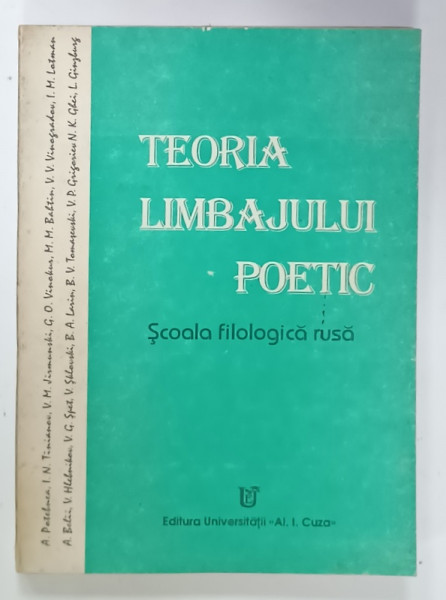 A. Potebnea, I. N. Tînianov, V. M. Jirmunski, G. O. Vinokur, M. M. Bahtin, V. V. Vinogradov, I. M. Lotman
A. Belîi, V. Hlebnikov, V. G. Şpet, V. Şklovski, B. A. Larin, B. V. Tomaşevski, V. P. Grigoriev N. K. Ghei, L. Ginzburg
TEORIA
LIMBAJULUI
POETIC
Şcoala filologică rusă
Editura Universităţii «Al. I. Cuza»